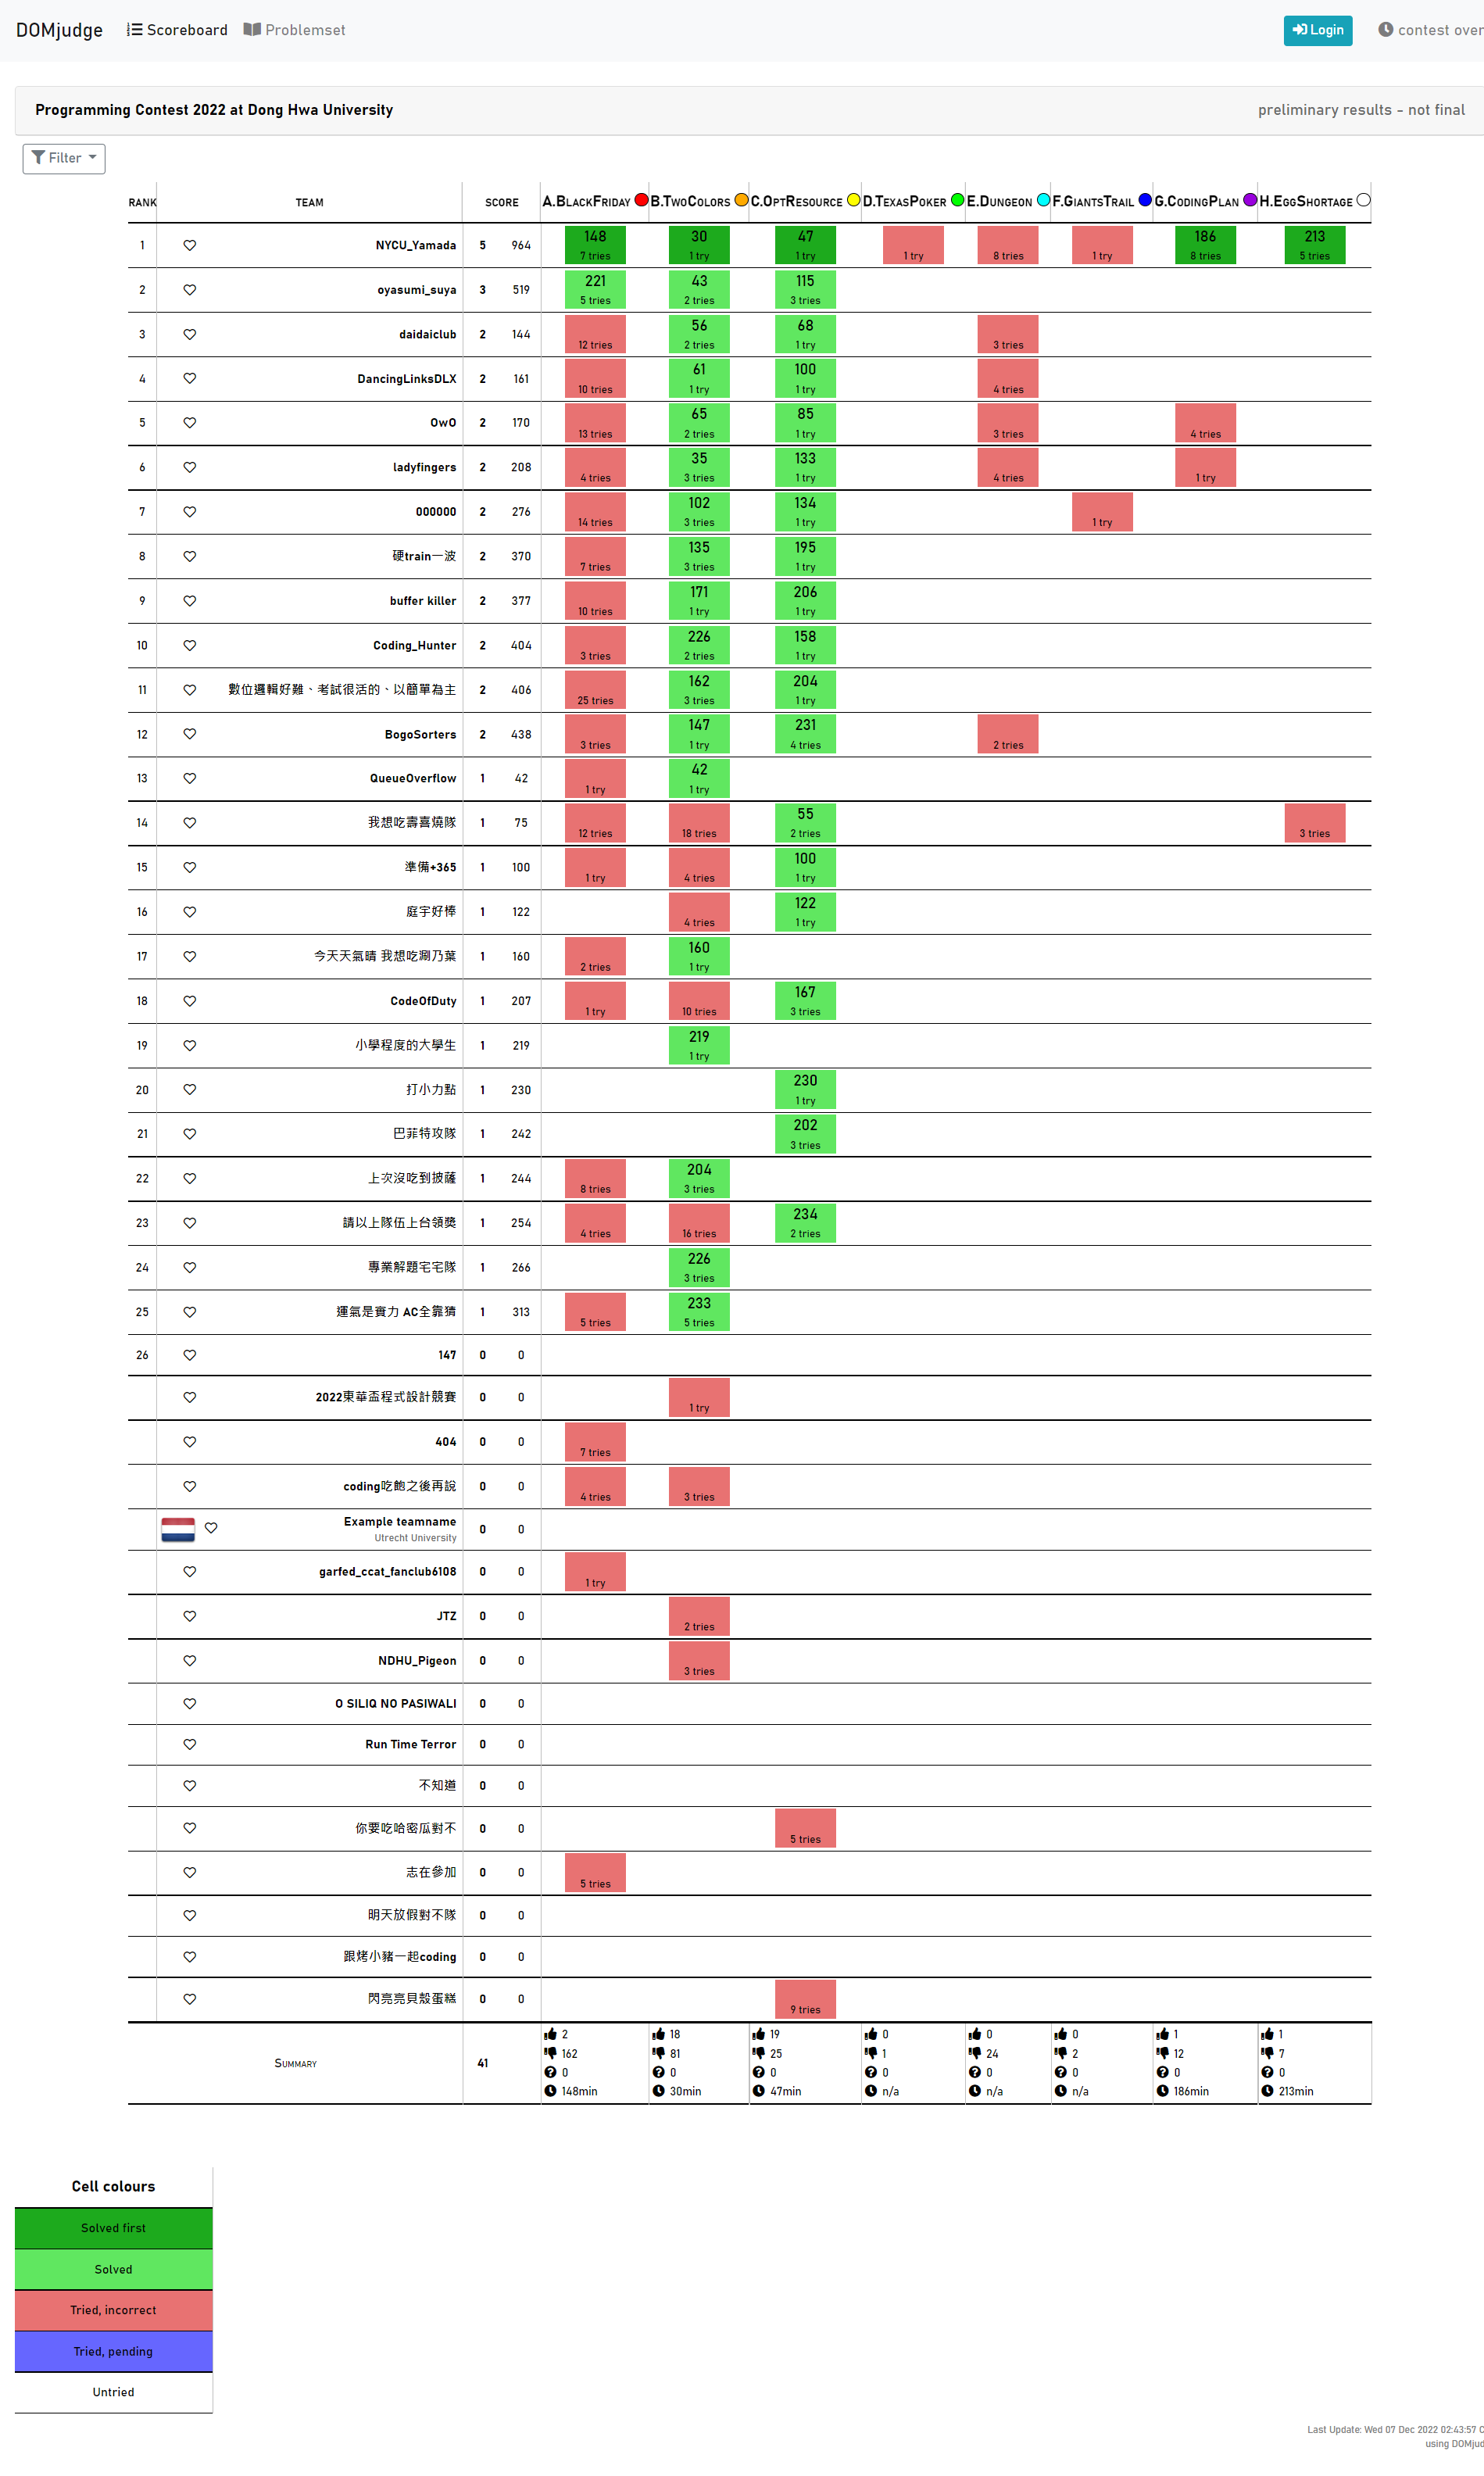 DOMjudge Scoreboard Problemset Login contest over
Programming Contest 2022 at Dong Hwa University preliminary results - not final
Filter
RANK TEAM SCORE A.BLACKFRIDAY B.TWOCOLORS C.OPTRESOURCE D.TEXASPOKER E.DUNGEON F.GIANTSTRAIL G.CODINGPLAN H.EGGSHORTAGE
1 NYCU_Yamada 5 964 148 30 47 186 213
7 tries 1 try 1 try 1 try 8 tries 1 try 8 tries 5 tries
2 oyasumi_suya 3 519 221 43 115
5 tries 2 tries 3 tries
3 daidaiclub 2 144 56 68
12 tries 2 tries 1 try 3 tries
4 DancingLinksDLX 2 161 61 100
10 tries 1 try 1 try 4 tries
5 OwO 2 170 65 85
13 tries 2 tries 1 try 3 tries 4 tries
6 ladyfingers 2 208 35 133
4 tries 3 tries 1 try 4 tries 1 try
7 000000 2 276 102 134
14 tries 3 tries 1 try 1 try
8 硬train一波 2 370 135 195
7 tries 3 tries 1 try
9 buffer killer 2 377 171 206
10 tries 1 try 1 try
10 Coding_Hunter 2 404 226 158
3 tries 2 tries 1 try
11 數位邏輯好難、考試很活的、以簡單為主 2 406 162 204
25 tries 3 tries 1 try
12 BogoSorters 2 438 147 231
3 tries 1 try 4 tries 2 tries
13 QueueOverflow 1 42 42
1 try 1 try
14 我想吃壽喜燒隊 1 75 55
12 tries 18 tries 2 tries 3 tries
15 準備+365 1 100 100
1 try 4 tries 1 try
16 庭宇好棒 1 122 122
4 tries 1 try
17 今天天氣晴 我想吃涮乃葉 1 160 160
2 tries 1 try
18 CodeOfDuty 1 207 167
1 try 10 tries 3 tries
19 小學程度的大學生 1 219 219
1 try
20 打小力點 1 230 230
1 try
21 巴菲特攻隊 1 242 202
3 tries
22 上次沒吃到披薩 1 244 204
8 tries 3 tries
23 請以上隊伍上台領獎 1 254 234
4 tries 16 tries 2 tries
24 專業解題宅宅隊 1 266 226
3 tries
25 運氣是實力 AC全靠猜 1 313 233
5 tries 5 tries
26 147 0 0
2022東華盃程式設計競賽 0 0
1 try
404 0 0
7 tries
coding吃飽之後再說 0 0
4 tries 3 tries
Example teamname 0 0
Utrecht University
garfed_ccat_fanclub6108 0 0
1 try
JTZ 0 0
2 tries
NDHU_Pigeon 0 0
3 tries
O SILIQ NO PASIWALI 0 0
Run Time Terror 0 0
不知道 0 0
你要吃哈密瓜對不 0 0
5 tries
志在參加 0 0
5 tries
明天放假對不隊 0 0
跟烤小豬一起coding 0 0
閃亮亮貝殼蛋糕 0 0
9 tries
2 18 19 0 0 0 1 1
162 81 25 1 24 2 12 7
SUMMARY 41
0 0 0 0 0 0 0 0
148min 30min 47min n/a n/a n/a 186min 213min
Cell colours
Solved first
Solved
Tried, incorrect
Tried, pending
Untried
Last Update: Wed 07 Dec 2022 02:43:57
using